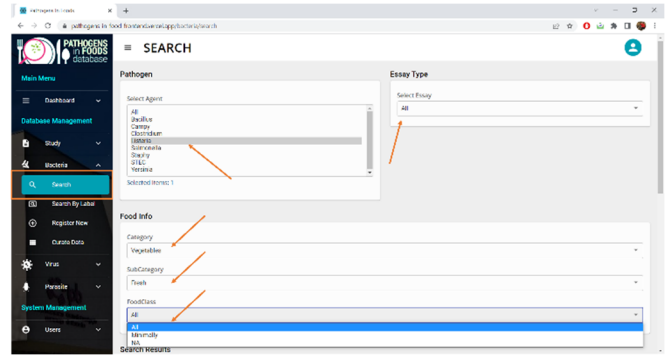 Pathogens in Foods
pathogens-in-food-frontend.vercel.app/bacteria/search
PATHOGENS
in FOODS
database
SEARCH
Main Menu
Dashboard
Database Management
Study
Bacteria
Search
Search By Label
Register New
Curate Data
Virus
Parasite
System Management
Users
Pathogen
Select Agent
All
Bacillus
Campy
Clostridium
Listeria
Salmonella
Staphy
STEC
Yersinia
Selected Items: 1
Essay Type
Select Essay
All
Food Info
Category
Vegetables
SubCategory
Fresh
FoodClass
All
All
Minimally
NA
Search Results